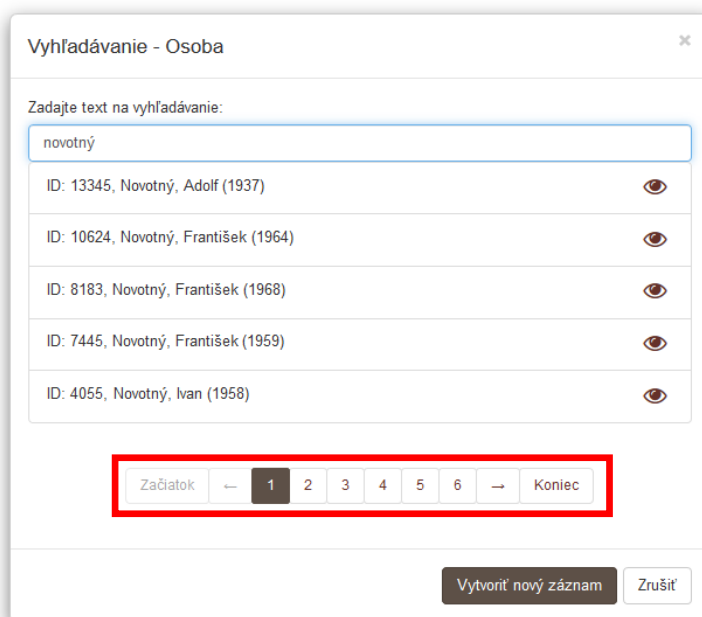 Vyhľadávanie - Osoba ×
Zadajte text na vyhľadávanie:
novotný
ID: 13345, Novotný, Adolf (1937)
ID: 10624, Novotný, František (1964)
ID: 8183, Novotný, František (1968)
ID: 7445, Novotný, František (1959)
ID: 4055, Novotný, Ivan (1958)
Začiatok ← 1 2 3 4 5 6 → Koniec
Vytvoriť nový záznam Zrušiť